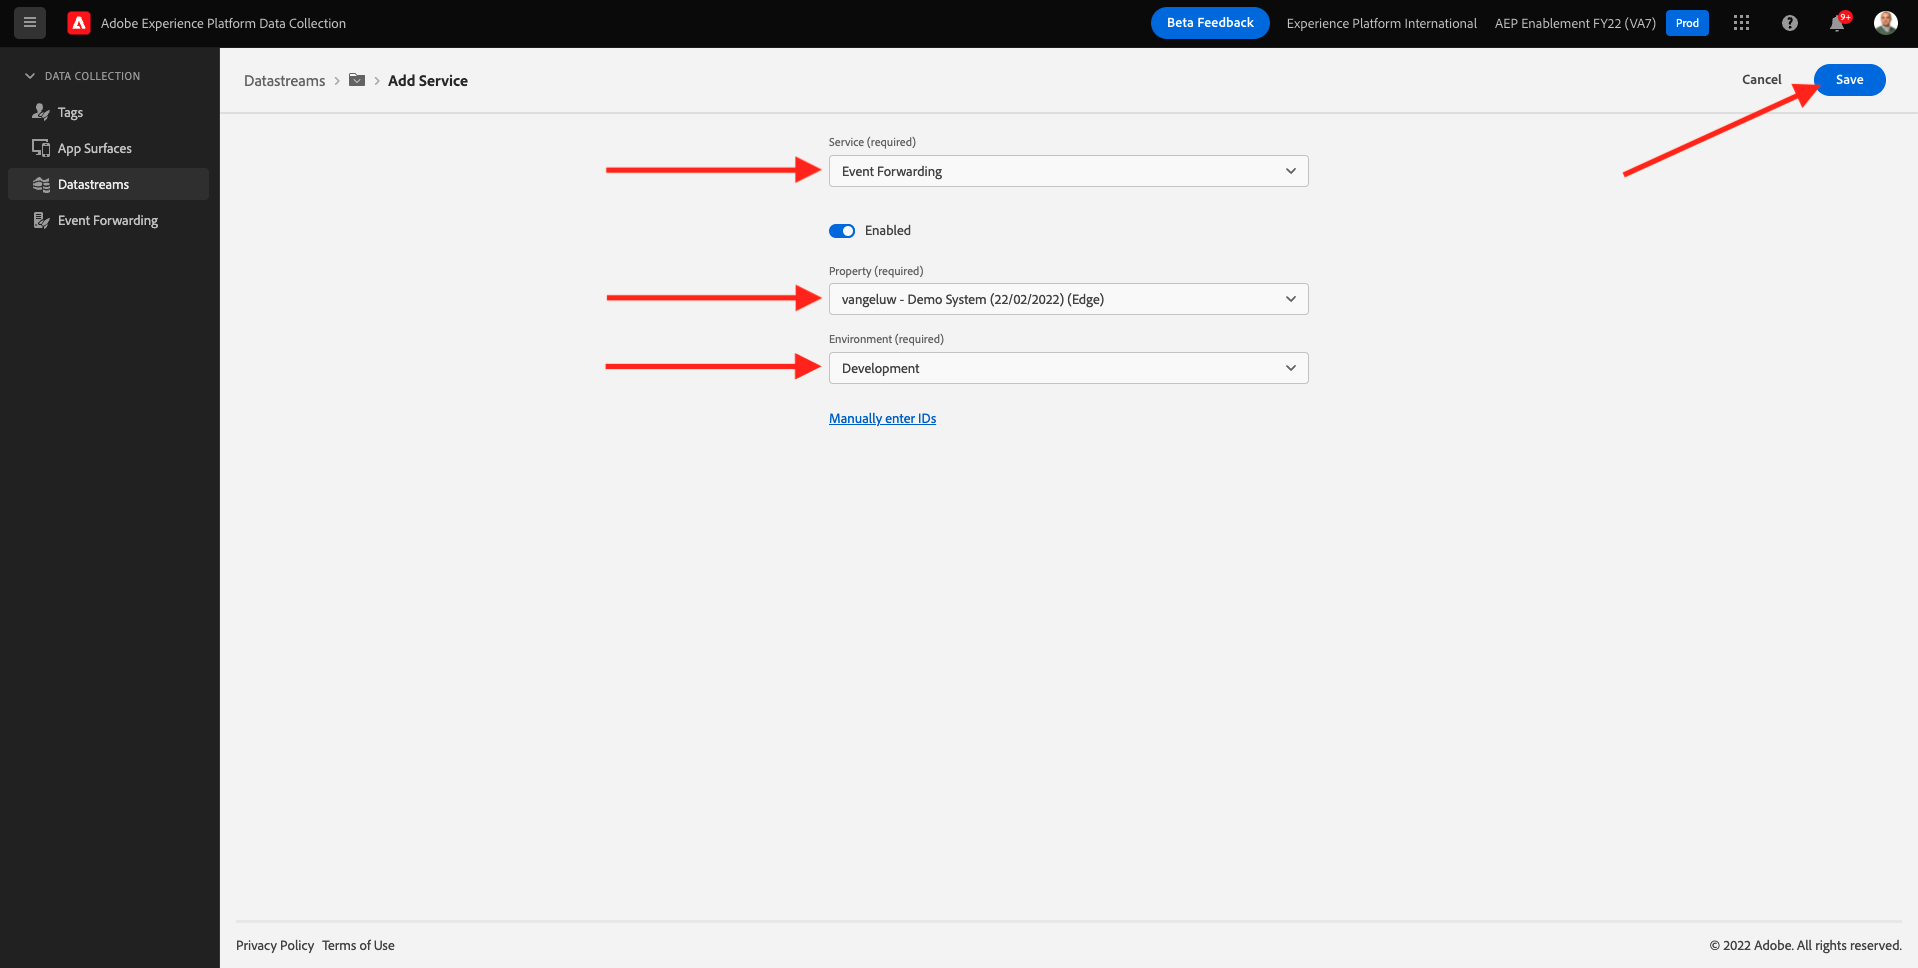 Adobe Experience Platform Data Collection
Beta Feedback
Experience Platform International
AEP Enablement FY22 (VA7)
Prod
9+
DATA COLLECTION
Tags
App Surfaces
Datastreams
Event Forwarding
Datastreams
Add Service
Cancel
Save
Service (required)
Event Forwarding
Enabled
Property (required)
vangeluw - Demo System (22/02/2022) (Edge)
Environment (required)
Development
Manually enter IDs
Privacy Policy
Terms of Use
© 2022 Adobe. All rights reserved.